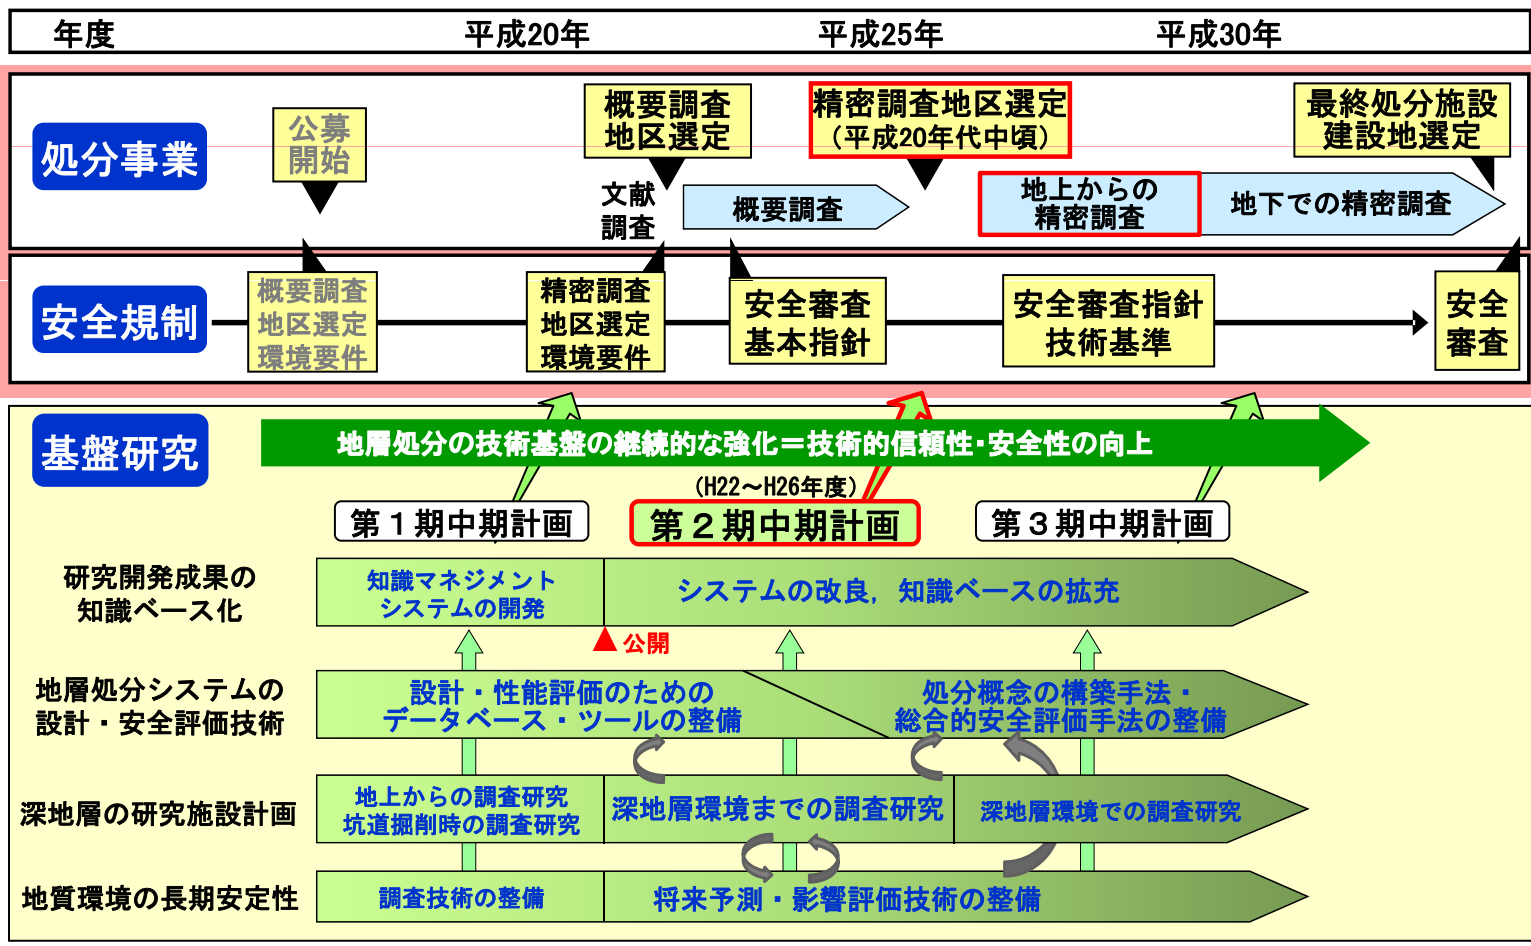 年度 平成20年 平成25年 平成30年
処分事業
公募
開始
概要調査
地区選定
精密調査地区選定
（平成20年代中頃）
最終処分施設
建設地選定
文献
調査
概要調査
地上からの
精密調査
地下での精密調査
安全規制
概要調査
地区選定
環境要件
精密調査
地区選定
環境要件
安全審査
基本指針
安全審査指針
技術基準
安全
審査
基盤研究
地層処分の技術基盤の継続的な強化＝技術的信頼性・安全性の向上
（H22～H26年度）
第１期中期計画
第２期中期計画
第３期中期計画
研究開発成果の
知識ベース化
知識マネジメント
システムの開発
システムの改良，知識ベースの拡充
公開
地層処分システムの
設計・安全評価技術
設計・性能評価のための
データベース・ツールの整備
処分概念の構築手法・
総合的安全評価手法の整備
深地層の研究施設計画
地上からの調査研究
坑道掘削時の調査研究
深地層環境までの調査研究
深地層環境での調査研究
地質環境の長期安定性
調査技術の整備
将来予測・影響評価技術の整備